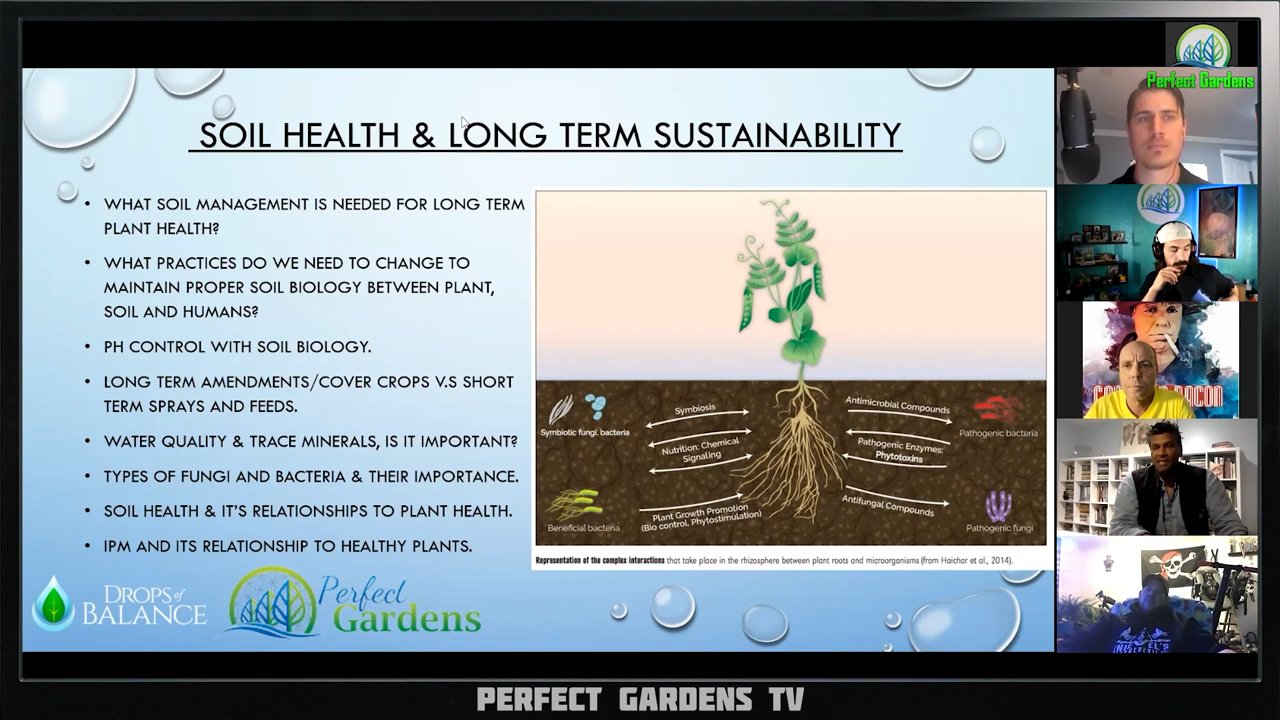 Perfect Gardens
SOIL HEALTH & LONG TERM SUSTAINABILITY
• WHAT SOIL MANAGEMENT IS NEEDED FOR LONG TERM
PLANT HEALTH?
• WHAT PRACTICES DO WE NEED TO CHANGE TO
MAINTAIN PROPER SOIL BIOLOGY BETWEEN PLANT,
SOIL AND HUMANS?
• PH CONTROL WITH SOIL BIOLOGY.
• LONG TERM AMENDMENTS/COVER CROPS V.S SHORT
TERM SPRAYS AND FEEDS.
• WATER QUALITY & TRACE MINERALS, IS IT IMPORTANT?
• TYPES OF FUNGI AND BACTERIA & THEIR IMPORTANCE.
• SOIL HEALTH & IT'S RELATIONSHIPS TO PLANT HEALTH.
• IPM AND ITS RELATIONSHIP TO HEALTHY PLANTS.
Symbiotic fungi, bacteria
Symbiosis
Nutrition: Chemical
Signaling
Beneficial bacteria
Plant Growth Promotion
(Bio control, Phytostimulation)
Antimicrobial Compounds
Pathogenic bacteria
Pathogenic Enzymes:
Phytotoxins
Antifungal Compounds
Pathogenic fungi
Representation of the complex interactions that take place in the rhizosphere between plant roots and microorganisms (from Haichar et al., 2014).
DROPS of
BALANCE
Perfect
Gardens
PERFECT GARDENS TV